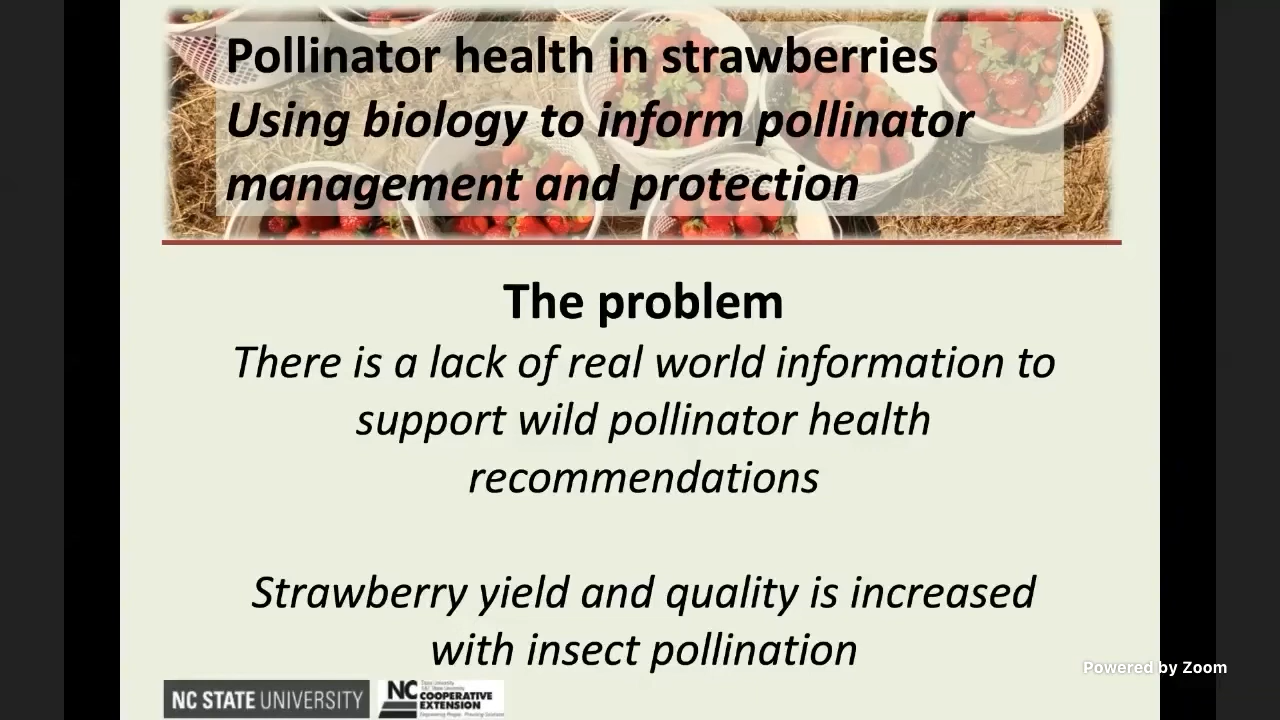 Pollinator health in strawberries
Using biology to inform pollinator
management and protection
The problem
There is a lack of real world information to
support wild pollinator health
recommendations
Strawberry yield and quality is increased
with insect pollination
Powered by Zoom
NC STATE UNIVERSITY
NC
COOPERATIVE
EXTENSION